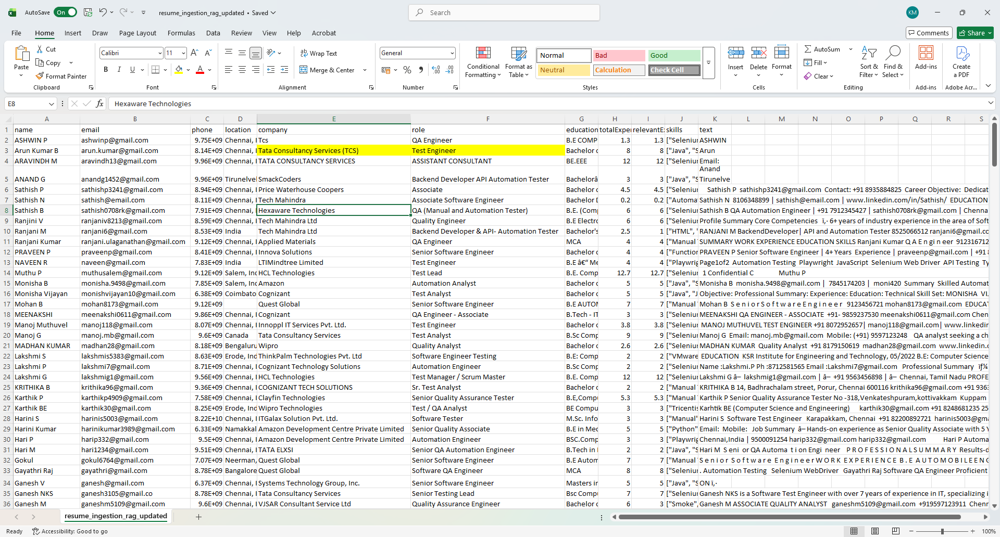 AutoSave On resume_ingestion_rag_updated • Saved Search KM
File Home Insert Draw Page Layout Formulas Data Review View Help Acrobat Comments Share
Paste Cut Copy Format Painter Clipboard
Calibri 11 B I U A Font
Wrap Text Merge & Center Alignment
General % Number
Conditional Formatting Format as Table Normal Bad Good Neutral Calculation Check Cell Styles
Insert Delete Format Cells
AutoSum Fill Clear Sort & Filter Find & Select Editing
Add-ins Add-ins
Create a PDF Adobe Acr...
E8 fx Hexaware Technologies
A B C D E F G H I J K L M N O P Q R S
1 name email phone location company role education totalExper relevantEx skills text
2 ASHWIN P ashwinp@gmail.com 9.75E+09 Chennai, I Tcs QA Engineer B.E COMP 1.3 1.3 ["Seleniur ASHWIN
3 Arun Kumar B arun.kumar@gmail.com 8.14E+09 Chennai, I Tata Consultancy Services (TCS) Test Engineer Bachelor c 8 8 ["Java", "S Arun
4 ARAVINDH M aravindh13@gmail.com 9.96E+09 Chennai, I TATA CONSULTANCY SERVICES ASSISTANT CONSULTANT BE.EEE 12 12 ["Seleniur Email:
Anand
5 ANAND G anandg1452@gmail.com 9.96E+09 Tirunelvel SmackCoders Backend Developer API Automation Tester Bachelorâ 3 3 ["Java", "S Tirunelve
6 Sathish P sathishp3241@gmail.com 8.94E+09 Chennai, I Price Waterhouse Coopers Associate Bachelor c 4.5 4.5 ["Seleniur Sathish P sathishp3241@gmail.com Contact: +91 8935884825 Career Objective: Dedicat
7 Sathish N sathish@email.com 8.11E+09 Chennai, I Tech Mahindra Associate Software Engineer Bachelor D 0.2 0.2 ["Automa Sathish N 8106348899 | sathish@email.com | www.linkedin.com/in/Sathish/ EDUCATION
8 Sathish B sathish0708rk@gmail.com 7.91E+09 Chennai, Hexaware Technologies QA (Manual and Automation Tester) B.E. (Com 6 6 ["Seleniur Sathish B QA Automation Engineer | +91 7912345427 | sathish0708rk@gmail.com | Chenna
9 Ranjini V ranjaniv8213@gmail.com 8.59E+09 Chennai, I Tech Mahindra Ltd Quality Engineer B.E Electro 6 6 ["Seleniur Profile Summary Core Competencies ï‚· 6+ years of industry experience in the area of Soft
10 Ranjani M ranjani6@gmail.com 8.53E+09 India Tech Mahindra Ltd Backend Developer & API- Automation Tester Bachelor's 2.5 1 ["HTML", ' RANJANI M BackendDeveloper| API and Automation Tester 8525066512 ranjani6@gmail.co
11 Ranjani Kumar ranjani.ulaganathan@gmail.com 9.12E+09 Chennai, I Applied Materials QA Engineer MCA 4 4 ["Manual SUMMARY WORK EXPERIENCE EDUCATION SKILLS Ranjani Kumar Q A E n gi n eer 912316712
12 PRAVEEN P praveenp@gmail.com 8.41E+09 Chennai, I Innova Solutions Senior Software Engineer Bachelor c 4 4 ["Function PRAVEEN P Senior Software Engineer | 4+ Years Experience | praveenp@gmail.com | +91 8
13 NAVEEN R naveen@gmail.com 7.83E+09 India LTIMindtree Limited Test Engineer B.E â€“ Me 4 4 ["Playwrig Page1of2 Automation Testing Playwright JavaScript Selenium Web Driver API Testing Ty
14 Muthu P muthusalem@gmail.com 9.12E+09 Salem, Ind HCL Technologies Test Lead B.E. Comp 12.7 12.7 ["Seleniur 1 Confidential C Muthu P
15 Monisha B monisha.9498@gmail.com 7.85E+09 Salem, Ind Amazon Automation Analyst Bachelor c 5 5 ["Java", "S Monisha B monisha.9498@gmail.com | 7845174203 | moni420 Summary Skilled Automat
16 Monisha Vijayan monishvijayan10@gmail.com 6.38E+09 Coimbato Cognizant Test Analyst Bachelor c 5 5 ["Java", "J Objective: Professional Summary: Experience: Education: Technical Skill Set: MONISHA VI
17 Mohan B mohan8173@gmail.com 9.12E+09 Quest Global Senior Software Engineer B.E AUTON 7 7 ["Manual Mohan B S e n i o r S o f t w a r e E n g i n e e r 9123456721 mohan8173@gmail.com EDUCAT
18 MEENAKSHI meenakshi0611@gmail.com 9.86E+09 Chennai, I Cognizant QA Engineer - Associate B.Tech - IT 3 3 ["Seleniur MEENAKSHI QA ENGINEER - ASSOCIATE +91- 9859237530 meenakshi0611@gmail.com Chen
19 Manoj Muthuvel manoj118@gmail.com 8.07E+09 Chennai, I Innoppl IT Services Pvt. Ltd. Test Engineer Bachelor c 3.8 3.8 ["Seleniur MANOJ MUTHUVEL TEST ENGINEER +91 8072952657| manoj118@gmail.com| www.linkedin
20 Manoj G manoj.mb@gmail.com 9.6E+09 Canada Tata Consultancy Services Test Analyst B.Sc Comp 9 9 ["Seleniur Manoj G Email: manoj.mb@gmail.com Mobile: (+91) 9597123248 QA analyst seeking a ch
21 MADHAN KUMAR madhan28@gmail.com 8.18E+09 Bengaluru Wipro Quality Analyst Bachelor c 2.6 2.6 ["Seleniur MADHAN KUMAR Quality Analyst +91 8179150619 madhan28@gmail.com www.linkedin.c
22 Lakshmi S lakshmis5383@gmail.com 8.63E+09 Erode, Ind ThinkPalm Technologies Pvt. Ltd Software Engineer Testing B.E: Comp 2 2 ["VMware EDUCATION KSR Institute for Engineering and Technology, 05/2022 B.E: Computer Science
23 Lakshmi P lakshmi7@gmail.com 8.71E+09 Chennai, I Cognizant Technology Solutions Automation Engineer B.Sc Comp 2 2 ["Seleniur Name :Lakshmi.P Ph :8712581565 Email :Lakshmi7@gmail.com Professional Summary ïƒ¼
24 Lakshmi G lakshmig1@gmail.com 9.56E+09 Chennai, I HCL Technologies Test Manager / Scrum Master B.E. Comp 12 12 ["Seleniur Lakshmi G â— lakshmig1@gmail.com | â— +91 9563456898 | â— Chennai, Tamil Nadu PROFE
25 KRITHIKA B krithika96@gmail.com 9.36E+09 Chennai, I COGNIZANT TECH SOLUTIONS Sr. Test Analyst Bachelor c 2 2 ["Manual KRITHIKA B 14, Badhrachalam street, Porur, Chennai 600116 krithika96@gmail.com +91 9363
26 Karthik P karthikp4909@gmail.com 7.58E+09 Chennai, I Clayfin Technologies Senior Quality Assurance Tester B.E,Compu 5.3 5.3 ["Manual Karthik P Senior Quality Assurance Tester No -318,Venkateshpuram,kottivakkam Kuppam
27 Karthik BE karthik30@gmail.com 8.25E+09 Erode, Ind Wipro Technologies Test / QA Analyst BE Compu 3 3 ["Tricentis Karhtik BE (Computer Science and Engineering) karthik30@gmail.com +91 8248681235 25
28 Harini S harinis5003@gmail.com 8.22E+10 Chennai, I ITGalax Solution Pvt. Ltd. Software Tester M.Sc. Info 3 3 ["Manual" Harini S Software Test Engineer Karapakkam, Chennai +91 82200892721 harinis5003@gma
29 Harini Kumar harinikumar3989@gmail.com 6.33E+09 Namakkal Amazon Development Centre Private Limited Senior Quality Associate B.E in Mec 5 5 ["Python" Email: Mobile: Job Summary â— Hands-on experience as Senior Quality Associate with 5 Y
30 Hari P harip332@gmail.com 9.5E+09 Chennai, I Amazon Development Centre Private Limited Automation Engineer BSC.Comp 3 3 ["Playwrig Chennai,India | 9500091254 harip332@gmail.com harip332@gmail.com Hari P Automa
31 Hari M hari1234@gmail.com 9.51E+09 Chennai, I TATA ELXSI Senior QA Automation Engineer B.Tech in I 2 2 ["Java", "S Hari M S eni or QA Automa t i on Engi neer P R O F E S S I O N A L S U M M A R Y Results-d
32 Gokul gokul6764@gmail.com 7.07E+09 Neerman, Quest Global Senior Software Engineer B.E Autom 7 7 ["Manual S e n i o r S o f t w a r e E n g i n e e r W O R K E X P E R I E N C E B . E A U T O M O B I L E E N G
33 Gayathri Raj gayathri@gmail.com 8.78E+09 Bangalore Quest Global Software QA Engineer MCA 8 8 ["Seleniur . Automation Testing Selenium WebDriver Gayathri Raj Software QA Engineer Proficient
34 Ganesh V ganesh@gmail.com 6.37E+09 Chennai, I Systems Technology Group, Inc. Senior Software Engineer Masters in 5 5 ["Java", "S ON ï‚·
35 Ganesh NKS ganesh3105@gmail.co 8.78E+09 Chennai, I Tata Consultancy Services Senior Testing Lead Bsc Compu 7 7 ["Seleniur Ganesh NKS is a Software Test Engineer with over 7 years of experience in IT, specializing i
36 Ganesh M ganeshm5109@gmail.com 9.6E+09 Chennai, I VJSAR Consultant Service Ltd Quality Assurance Engineer Bachelor c 6 3 ["Smoke", Ganesh M ASSOCIATE QUALITY ANALYST ganeshm5109@gmail.com +919597123911 Chenr
resume_ingestion_rag_updated
Ready Accessibility: Good to go 100%